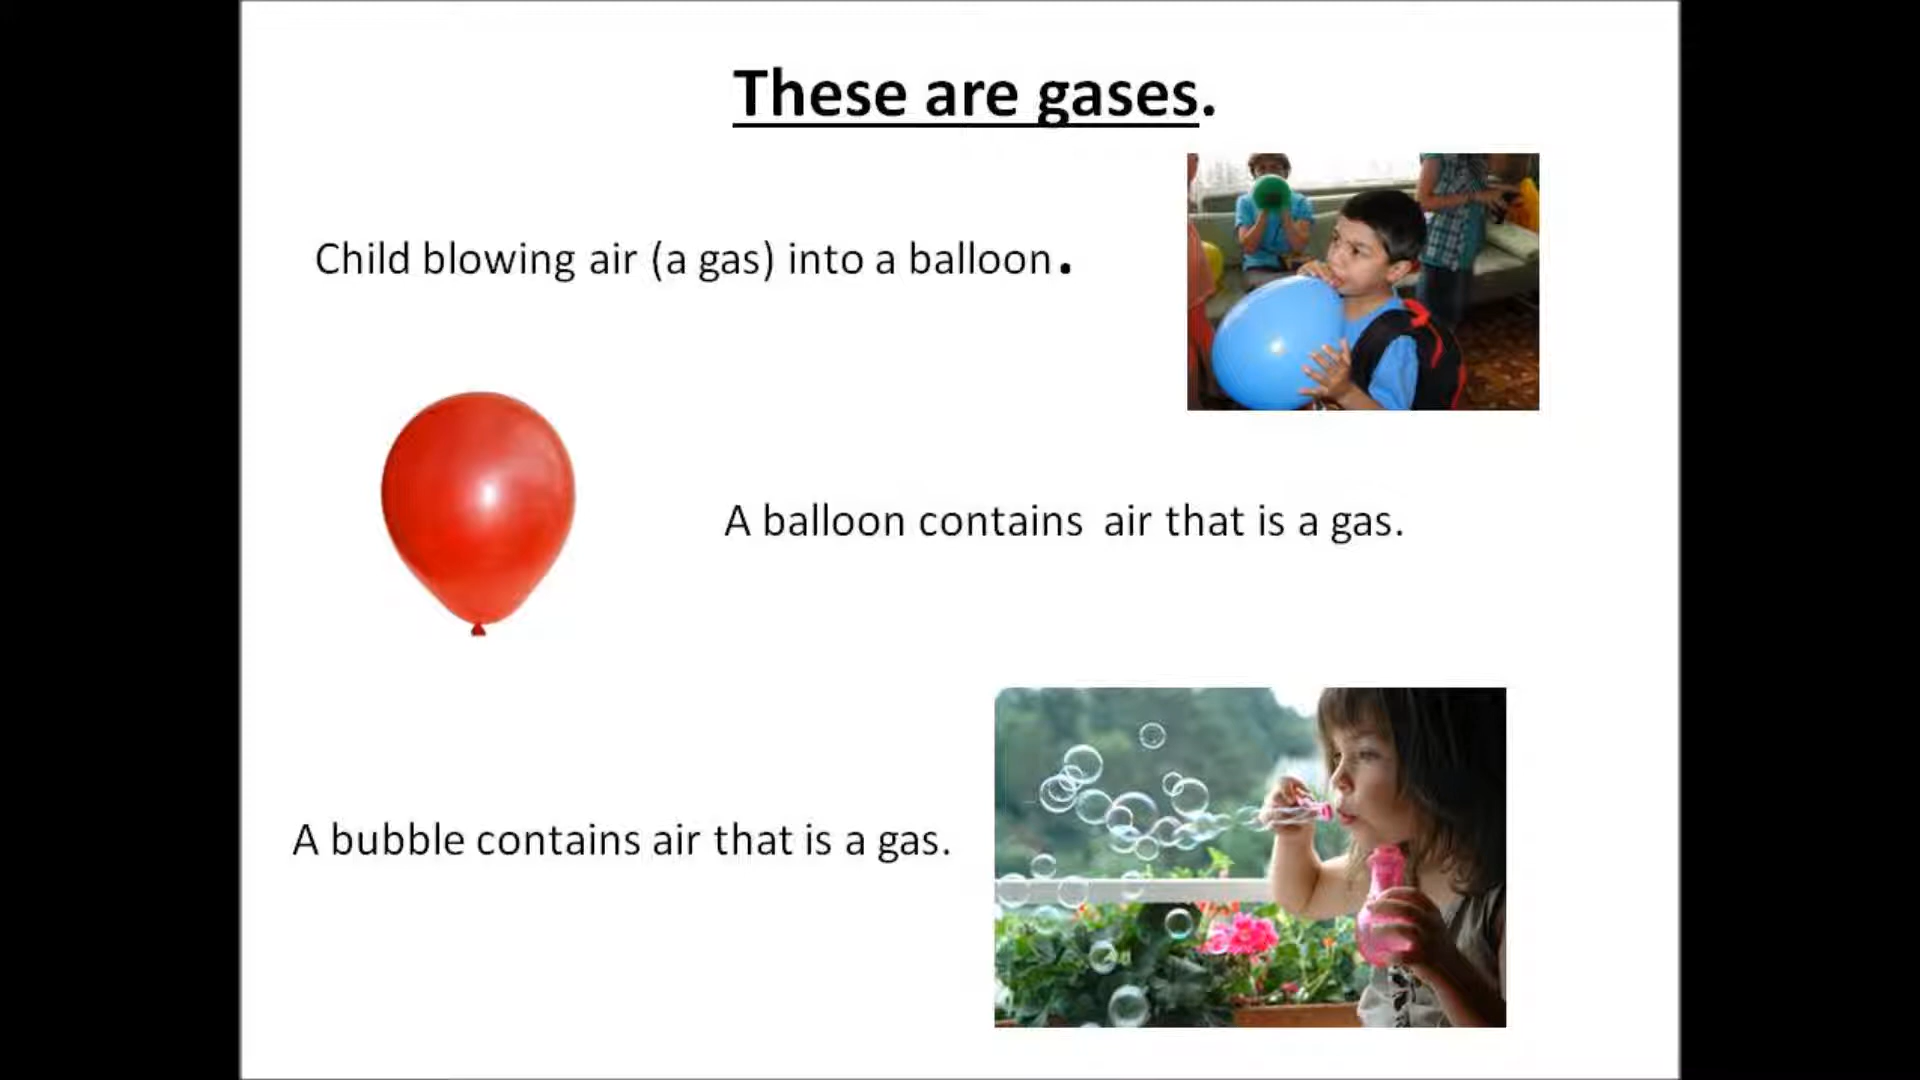 These are gases.
Child blowing air (a gas) into a balloon.
A balloon contains air that is a gas.
A bubble contains air that is a gas.